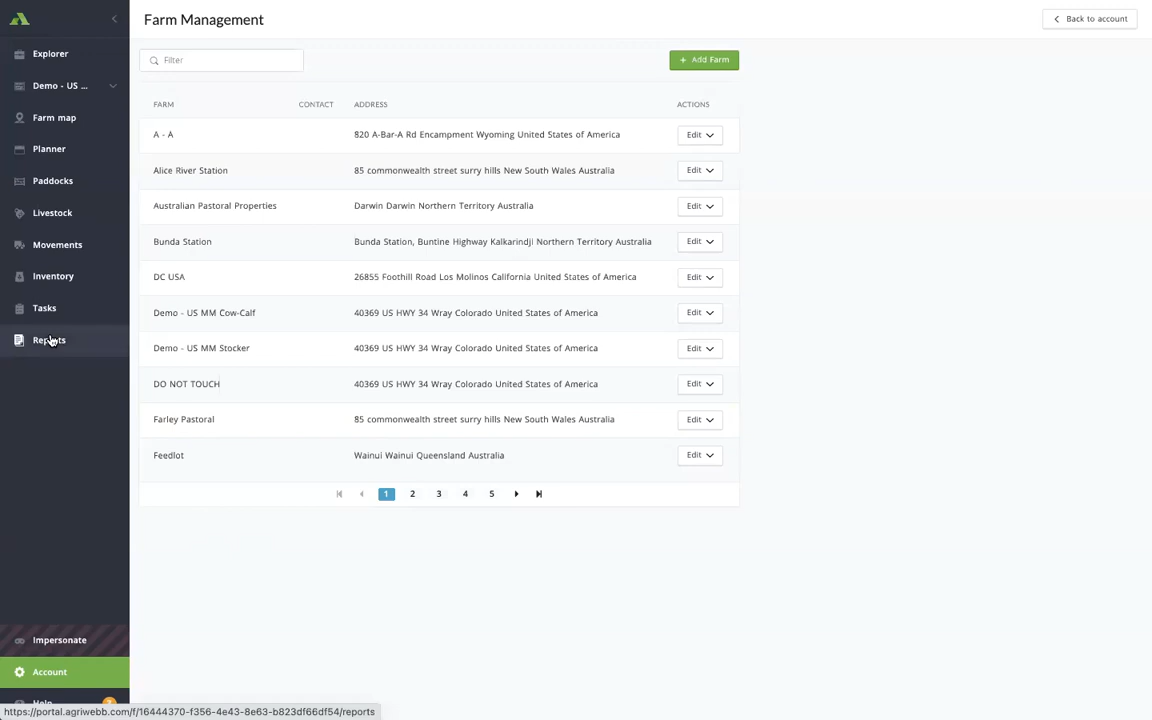 Farm Management
Back to account
Explorer
Demo - US ...
Farm map
Planner
Paddocks
Livestock
Movements
Inventory
Tasks
Reports
Impersonate
Account
Help
Filter
+ Add Farm
FARM CONTACT ADDRESS ACTIONS
A - A 820 A-Bar-A Rd Encampment Wyoming United States of America Edit
Alice River Station 85 commonwealth street surry hills New South Wales Australia Edit
Australian Pastoral Properties Darwin Darwin Northern Territory Australia Edit
Bunda Station Bunda Station, Buntine Highway Kalkarindji Northern Territory Australia Edit
DC USA 26855 Foothill Road Los Molinos California United States of America Edit
Demo - US MM Cow-Calf 40369 US HWY 34 Wray Colorado United States of America Edit
Demo - US MM Stocker 40369 US HWY 34 Wray Colorado United States of America Edit
DO NOT TOUCH 40369 US HWY 34 Wray Colorado United States of America Edit
Farley Pastoral 85 commonwealth street surry hills New South Wales Australia Edit
Feedlot Wainui Wainui Queensland Australia Edit
1 2 3 4 5
https://portal.agriwebb.com/f/16444370-f356-4e43-8e63-b823df66df54/reports